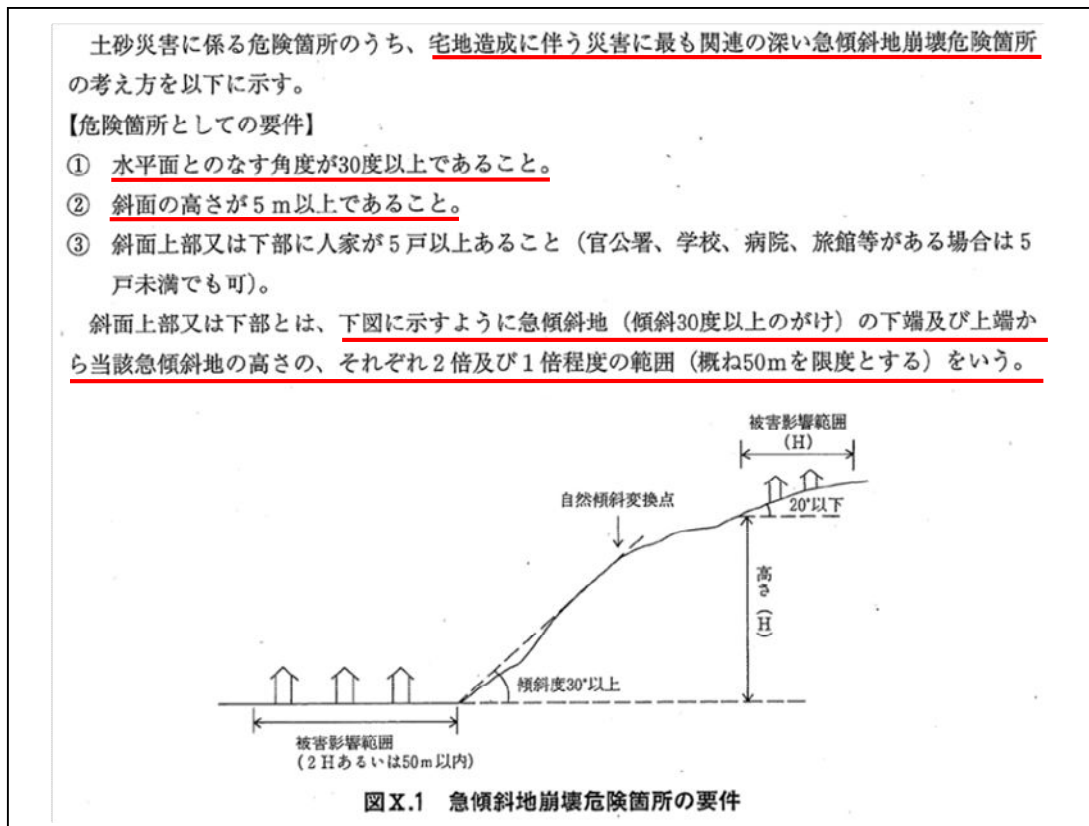 土砂災害に係る危険箇所のうち、宅地造成に伴う災害に最も関連の深い急傾斜地崩壊危険箇所
の考え方を以下に示す。
【危険箇所としての要件】
① 水平面とのなす角度が30度以上であること。
② 斜面の高さが5m以上であること。
③ 斜面上部又は下部に人家が5戸以上あること（官公署、学校、病院、旅館等がある場合は5
戸未満でも可）。
斜面上部又は下部とは、下図に示すように急傾斜地（傾斜30度以上のがけ）の下端及び上端か
ら当該急傾斜地の高さの、それぞれ2倍及び1倍程度の範囲（概ね50mを限度とする）をいう。
被害影響範囲
(H)
自然傾斜変換点
20°以下
高さ(H)
傾斜度30°以上
被害影響範囲
(2Hあるいは50m以内)
図X.1 急傾斜地崩壊危険箇所の要件